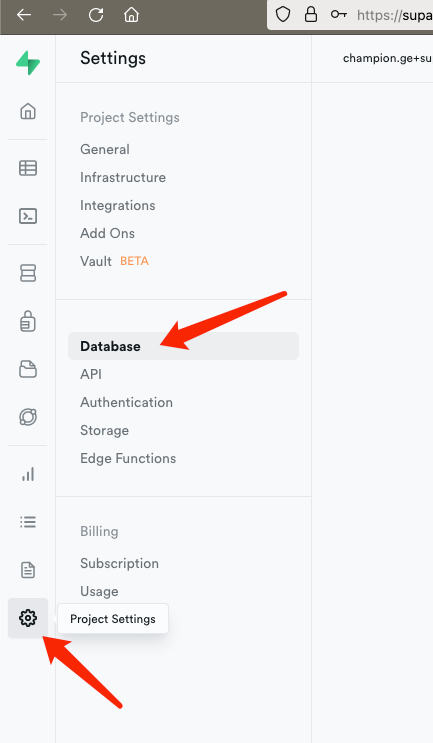 https://supa
Settings
champion.ge+su
Project Settings
General
Infrastructure
Integrations
Add Ons
Vault BETA
Database
API
Authentication
Storage
Edge Functions
Billing
Subscription
Usage
Project Settings